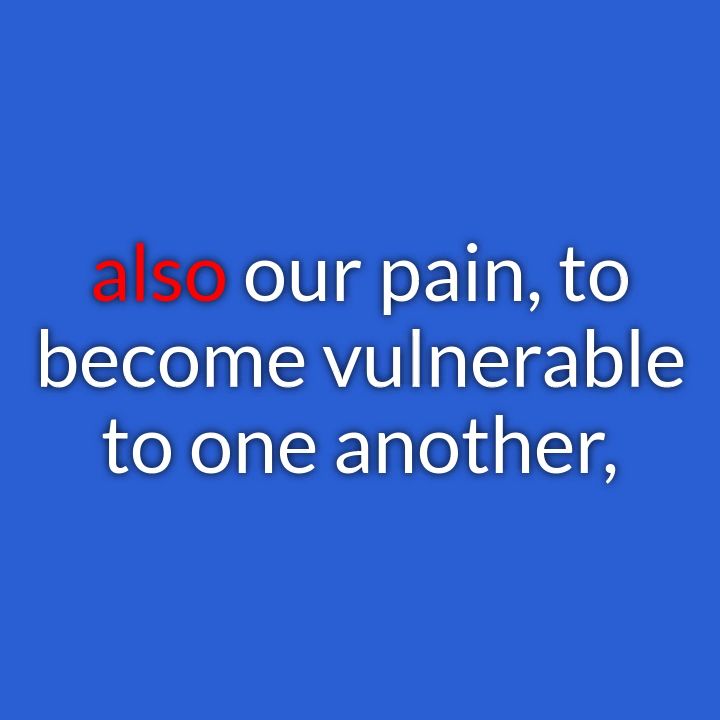 also our pain, to
become vulnerable
to one another,